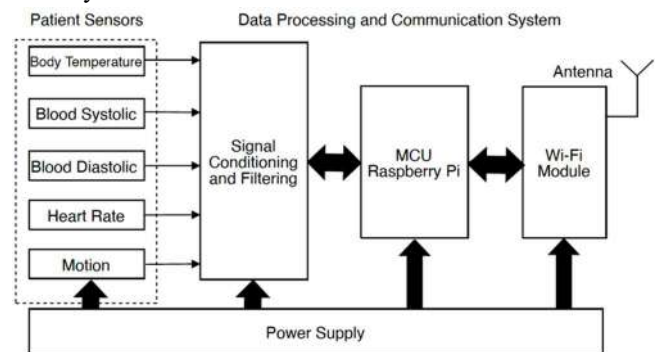 Patient Sensors
Data Processing and Communication System
Body Temperature
Blood Systolic
Blood Diastolic
Heart Rate
Motion
Signal
Conditioning
and Filtering
MCU
Raspberry Pi
Wi-Fi
Module
Antenna
Power Supply